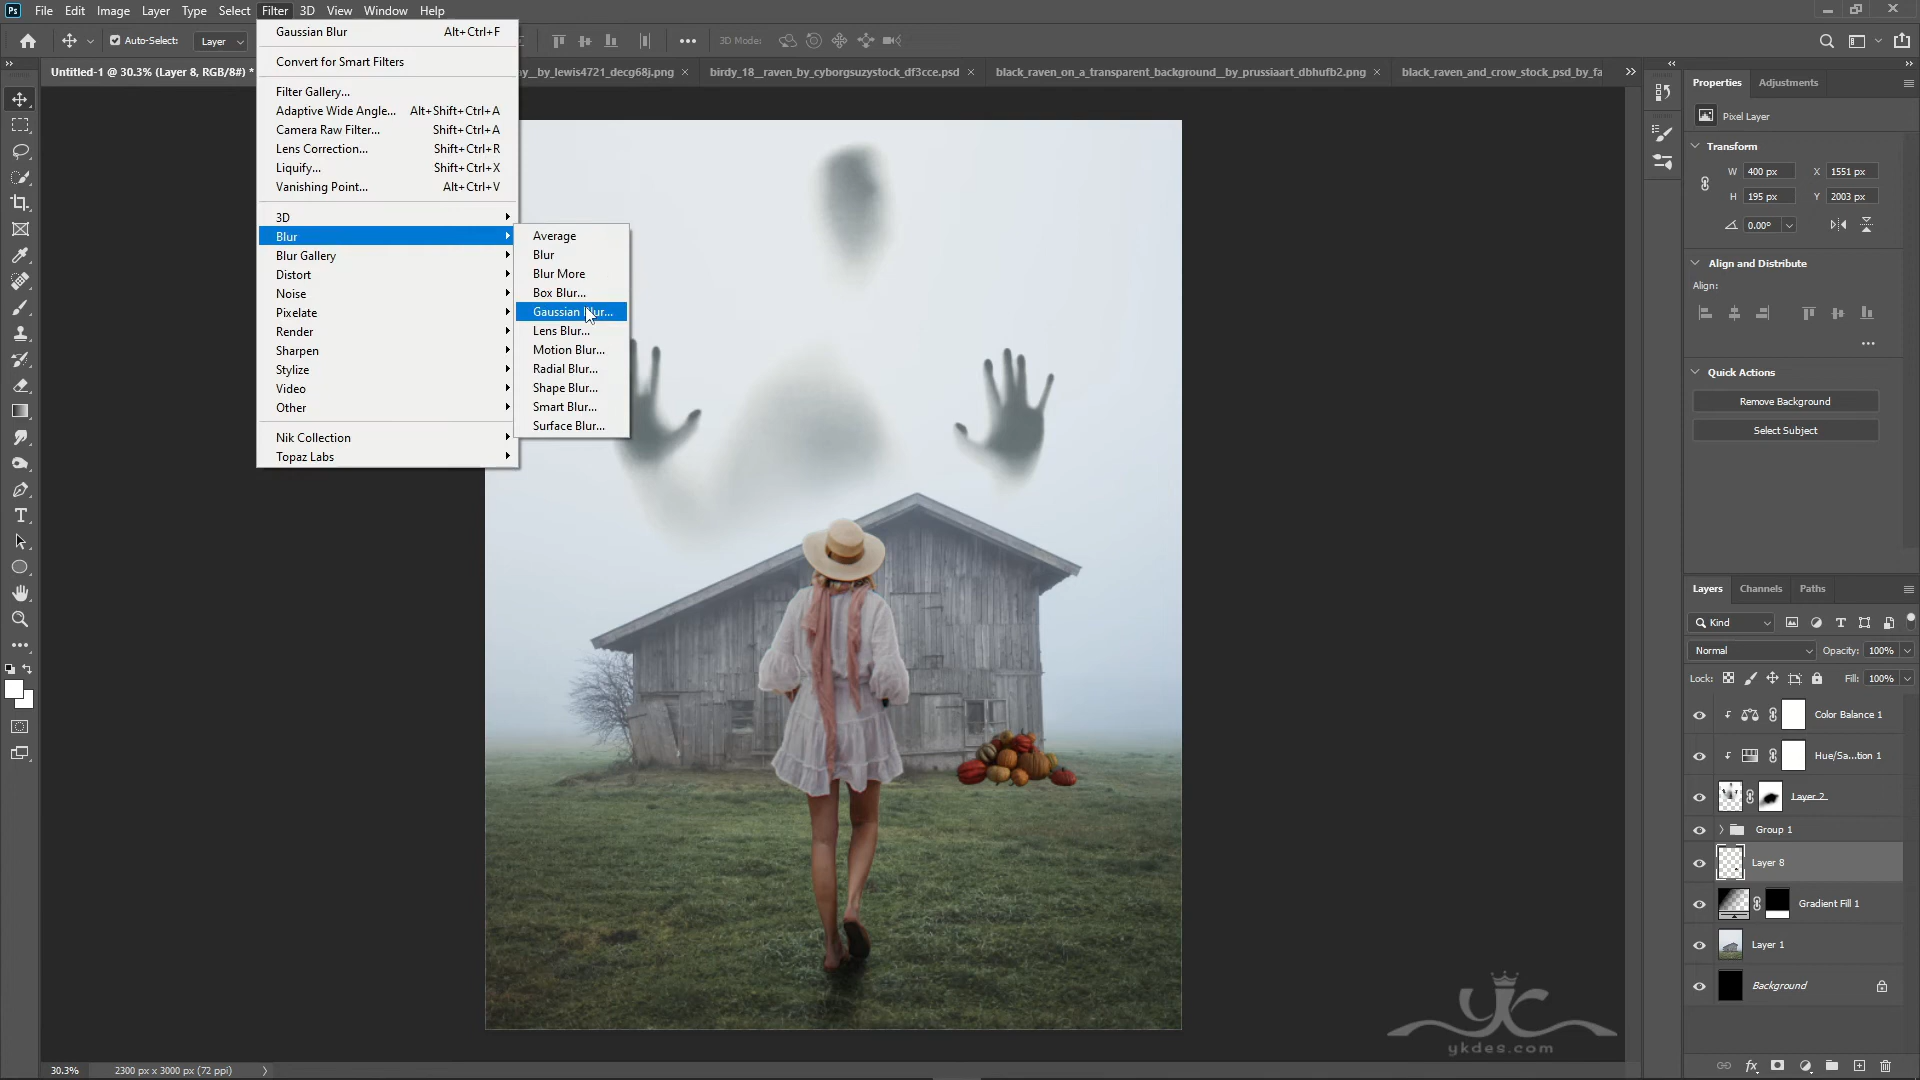 Ps File Edit Image Layer Type Select Filter 3D View Window Help
Auto-Select: Layer
3D Mode:
Untitled-1 @ 30.3% (Layer 8, RGB/8#) *
ay__by_lewis4721_decg68j.png ×
birdy_18__raven_by_cyborgsuzystock_df3cce.psd ×
black_raven_on_a_transparent_background__by_prussiaart_dbhufb2.png ×
black_raven_and_crow_stock_psd_by_fa
Gaussian Blur Alt+Ctrl+F
Convert for Smart Filters
Filter Gallery...
Adaptive Wide Angle... Alt+Shift+Ctrl+A
Camera Raw Filter... Shift+Ctrl+A
Lens Correction... Shift+Ctrl+R
Liquify... Shift+Ctrl+X
Vanishing Point... Alt+Ctrl+V
3D
Blur
Blur Gallery
Distort
Noise
Pixelate
Render
Sharpen
Stylize
Video
Other
Nik Collection
Topaz Labs
Average
Blur
Blur More
Box Blur...
Gaussian Blur...
Lens Blur...
Motion Blur...
Radial Blur...
Shape Blur...
Smart Blur...
Surface Blur...
Properties Adjustments
Pixel Layer
Transform
W 400 px X 1551 px
H 195 px Y 2003 px
0.00°
Align and Distribute
Align:
Quick Actions
Remove Background
Select Subject
Layers Channels Paths
Kind
Normal Opacity: 100%
Lock: Fill: 100%
Color Balance 1
Hue/Sa...tion 1
Layer 2
Group 1
Layer 8
Gradient Fill 1
Layer 1
Background
yc
ykdes.com
30.3% 2300 px x 3000 px (72 ppi)